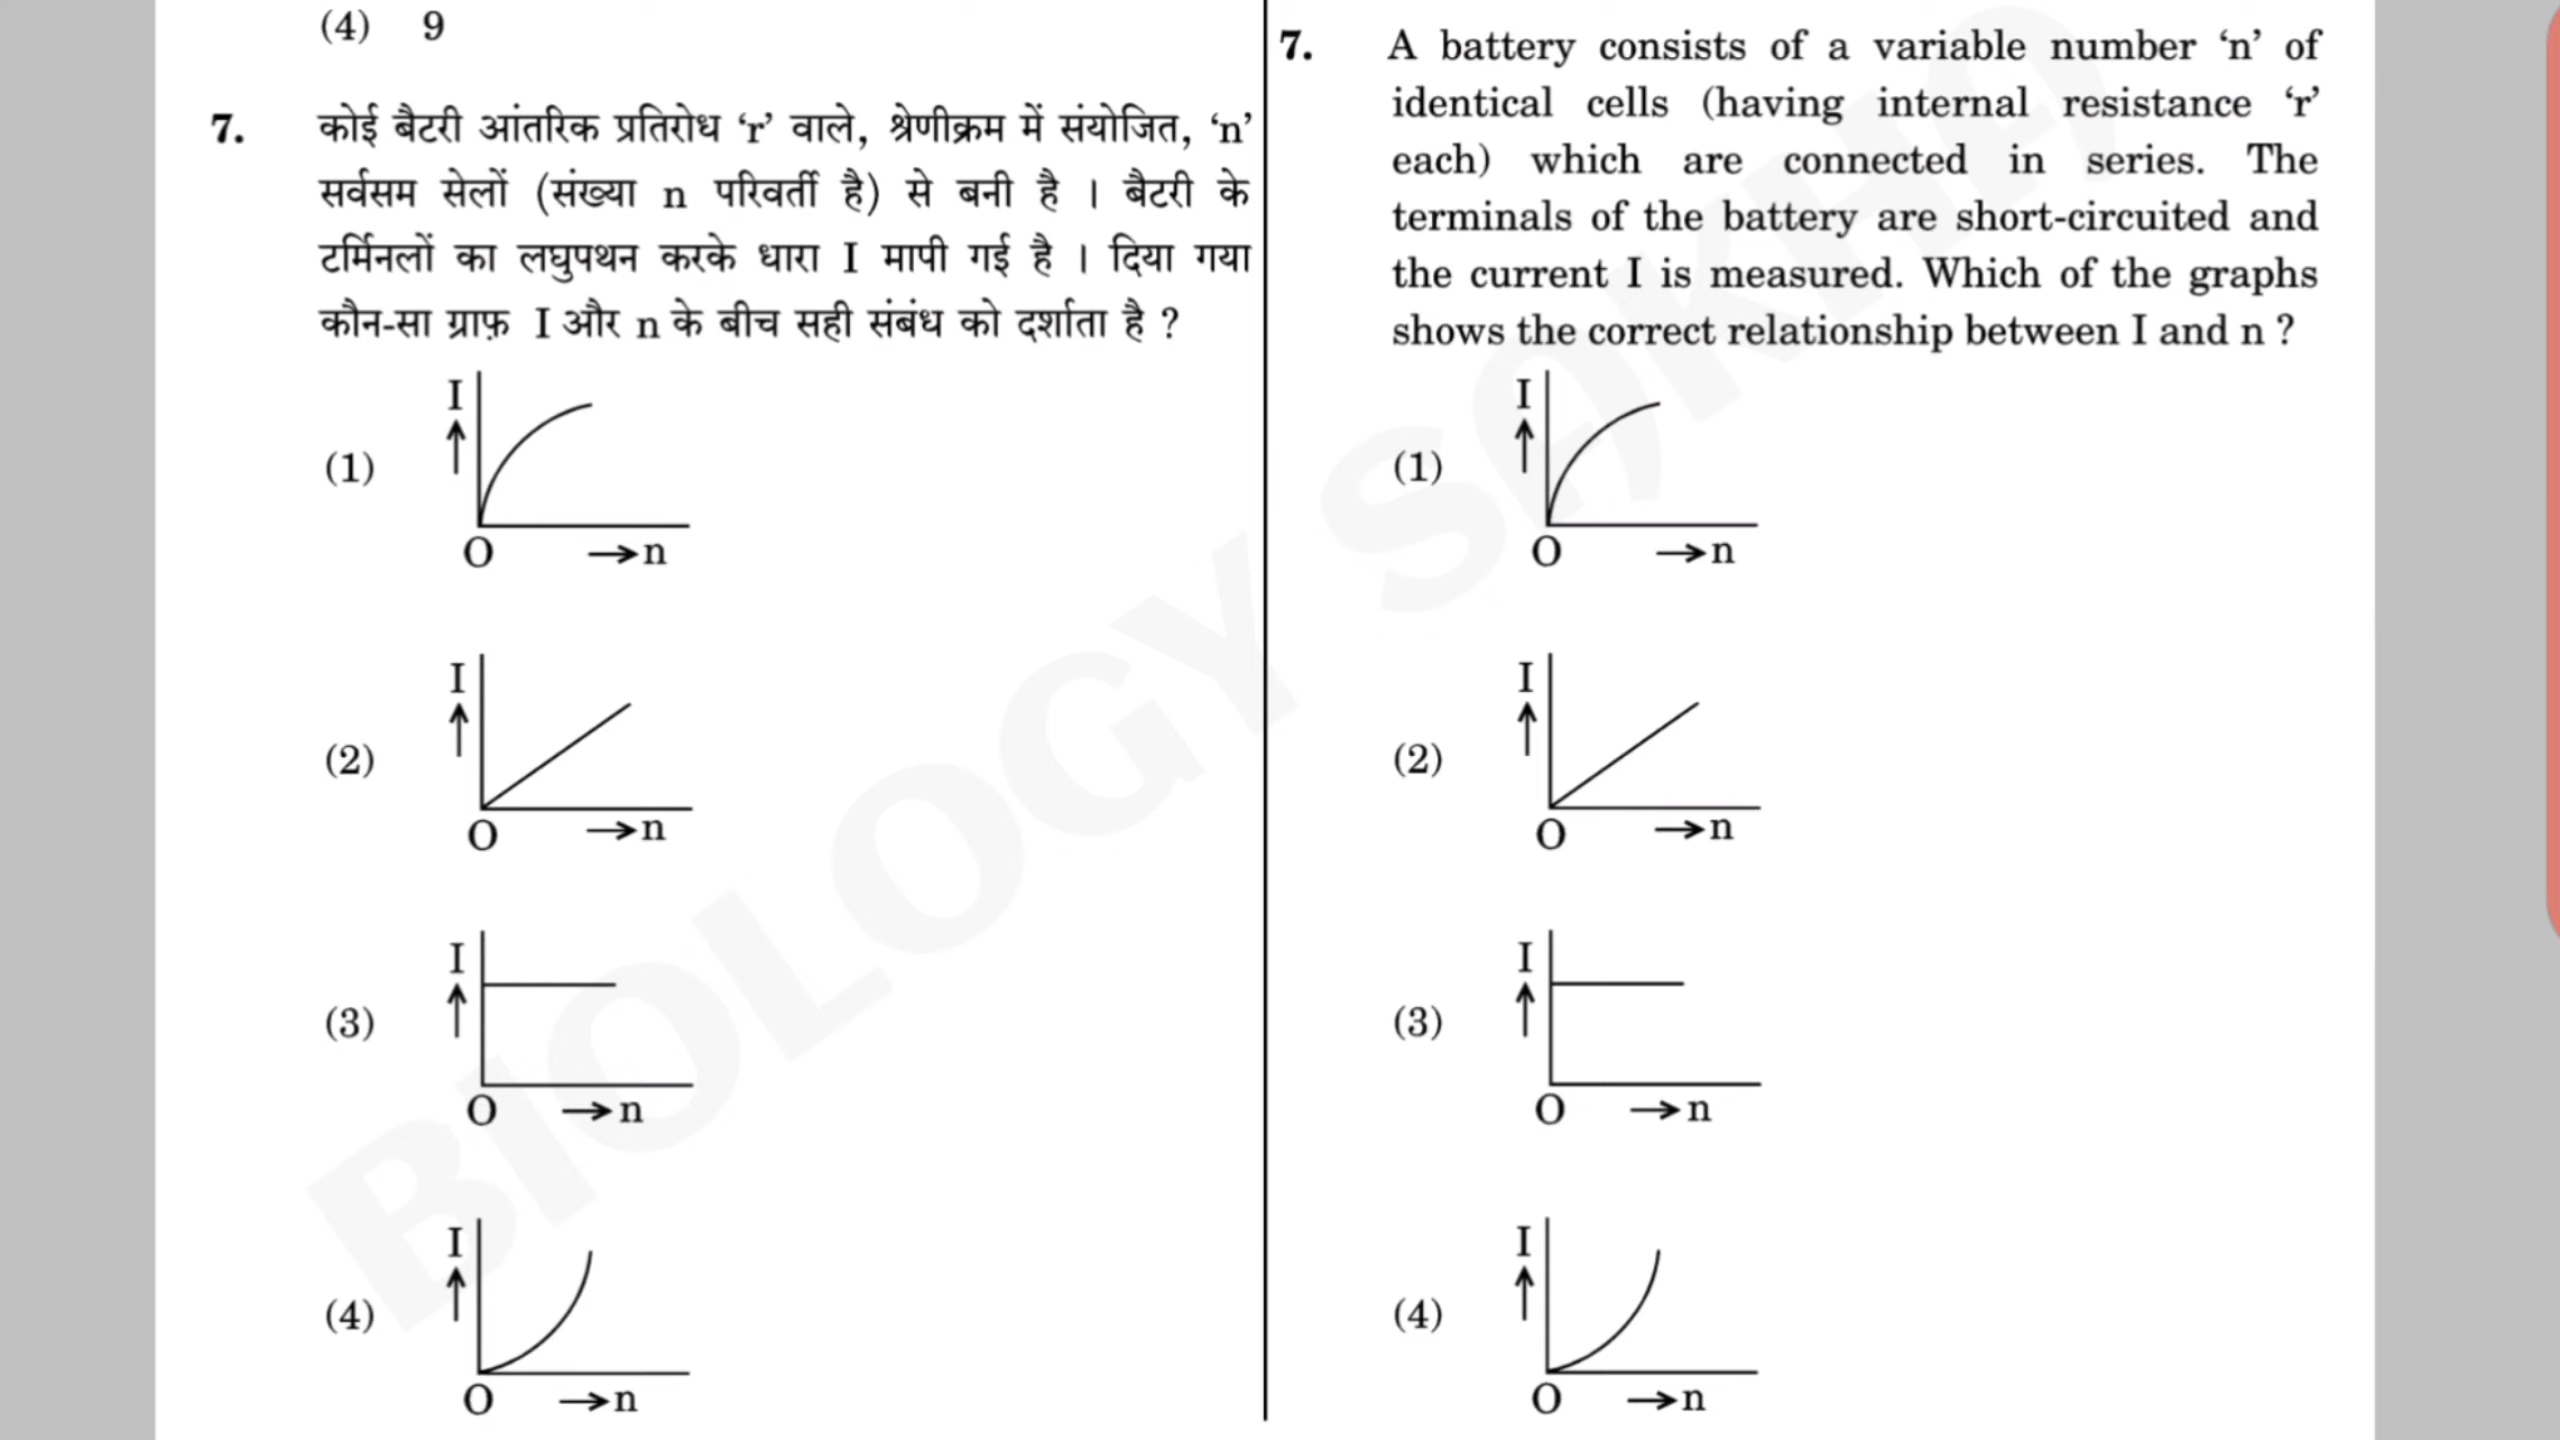 (4) 9
7. कोई बैटरी आंतरिक प्रतिरोध ‘r’ वाले, श्रेणीक्रम में संयोजित, ‘n’
सर्वसम सेलों (संख्या n परिवर्ती है) से बनी है । बैटरी के
टर्मिनलों का लघुपथन करके धारा I मापी गई है । दिया गया
कौन-सा ग्राफ़ I और n के बीच सही संबंध को दर्शाता है ?
(1)
I
O
n
(2)
I
O
n
(3)
I
O
n
(4)
I
O
n
7. A battery consists of a variable number ‘n’ of
identical cells (having internal resistance ‘r’
each) which are connected in series. The
terminals of the battery are short-circuited and
the current I is measured. Which of the graphs
shows the correct relationship between I and n ?
(1)
I
O
n
(2)
I
O
n
(3)
I
O
n
(4)
I
O
n
BIOLOGY SAKHA